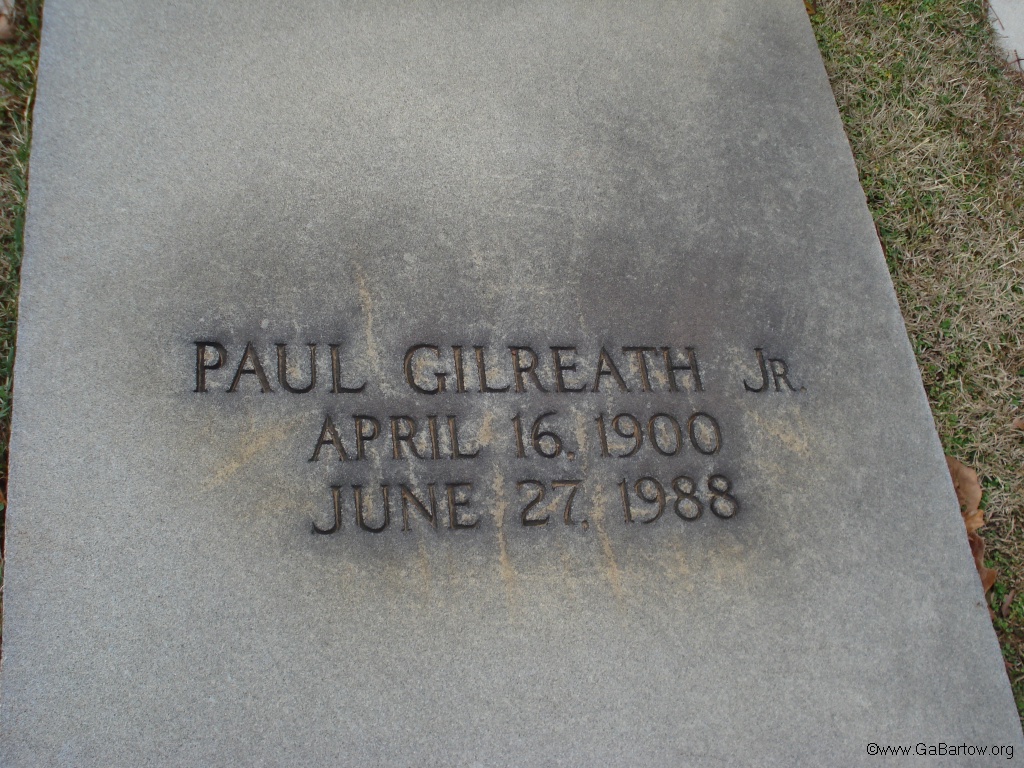 PAUL GILREATH JR.
APRIL 16, 1900
JUNE 27, 1988
©www.GaBartow.org